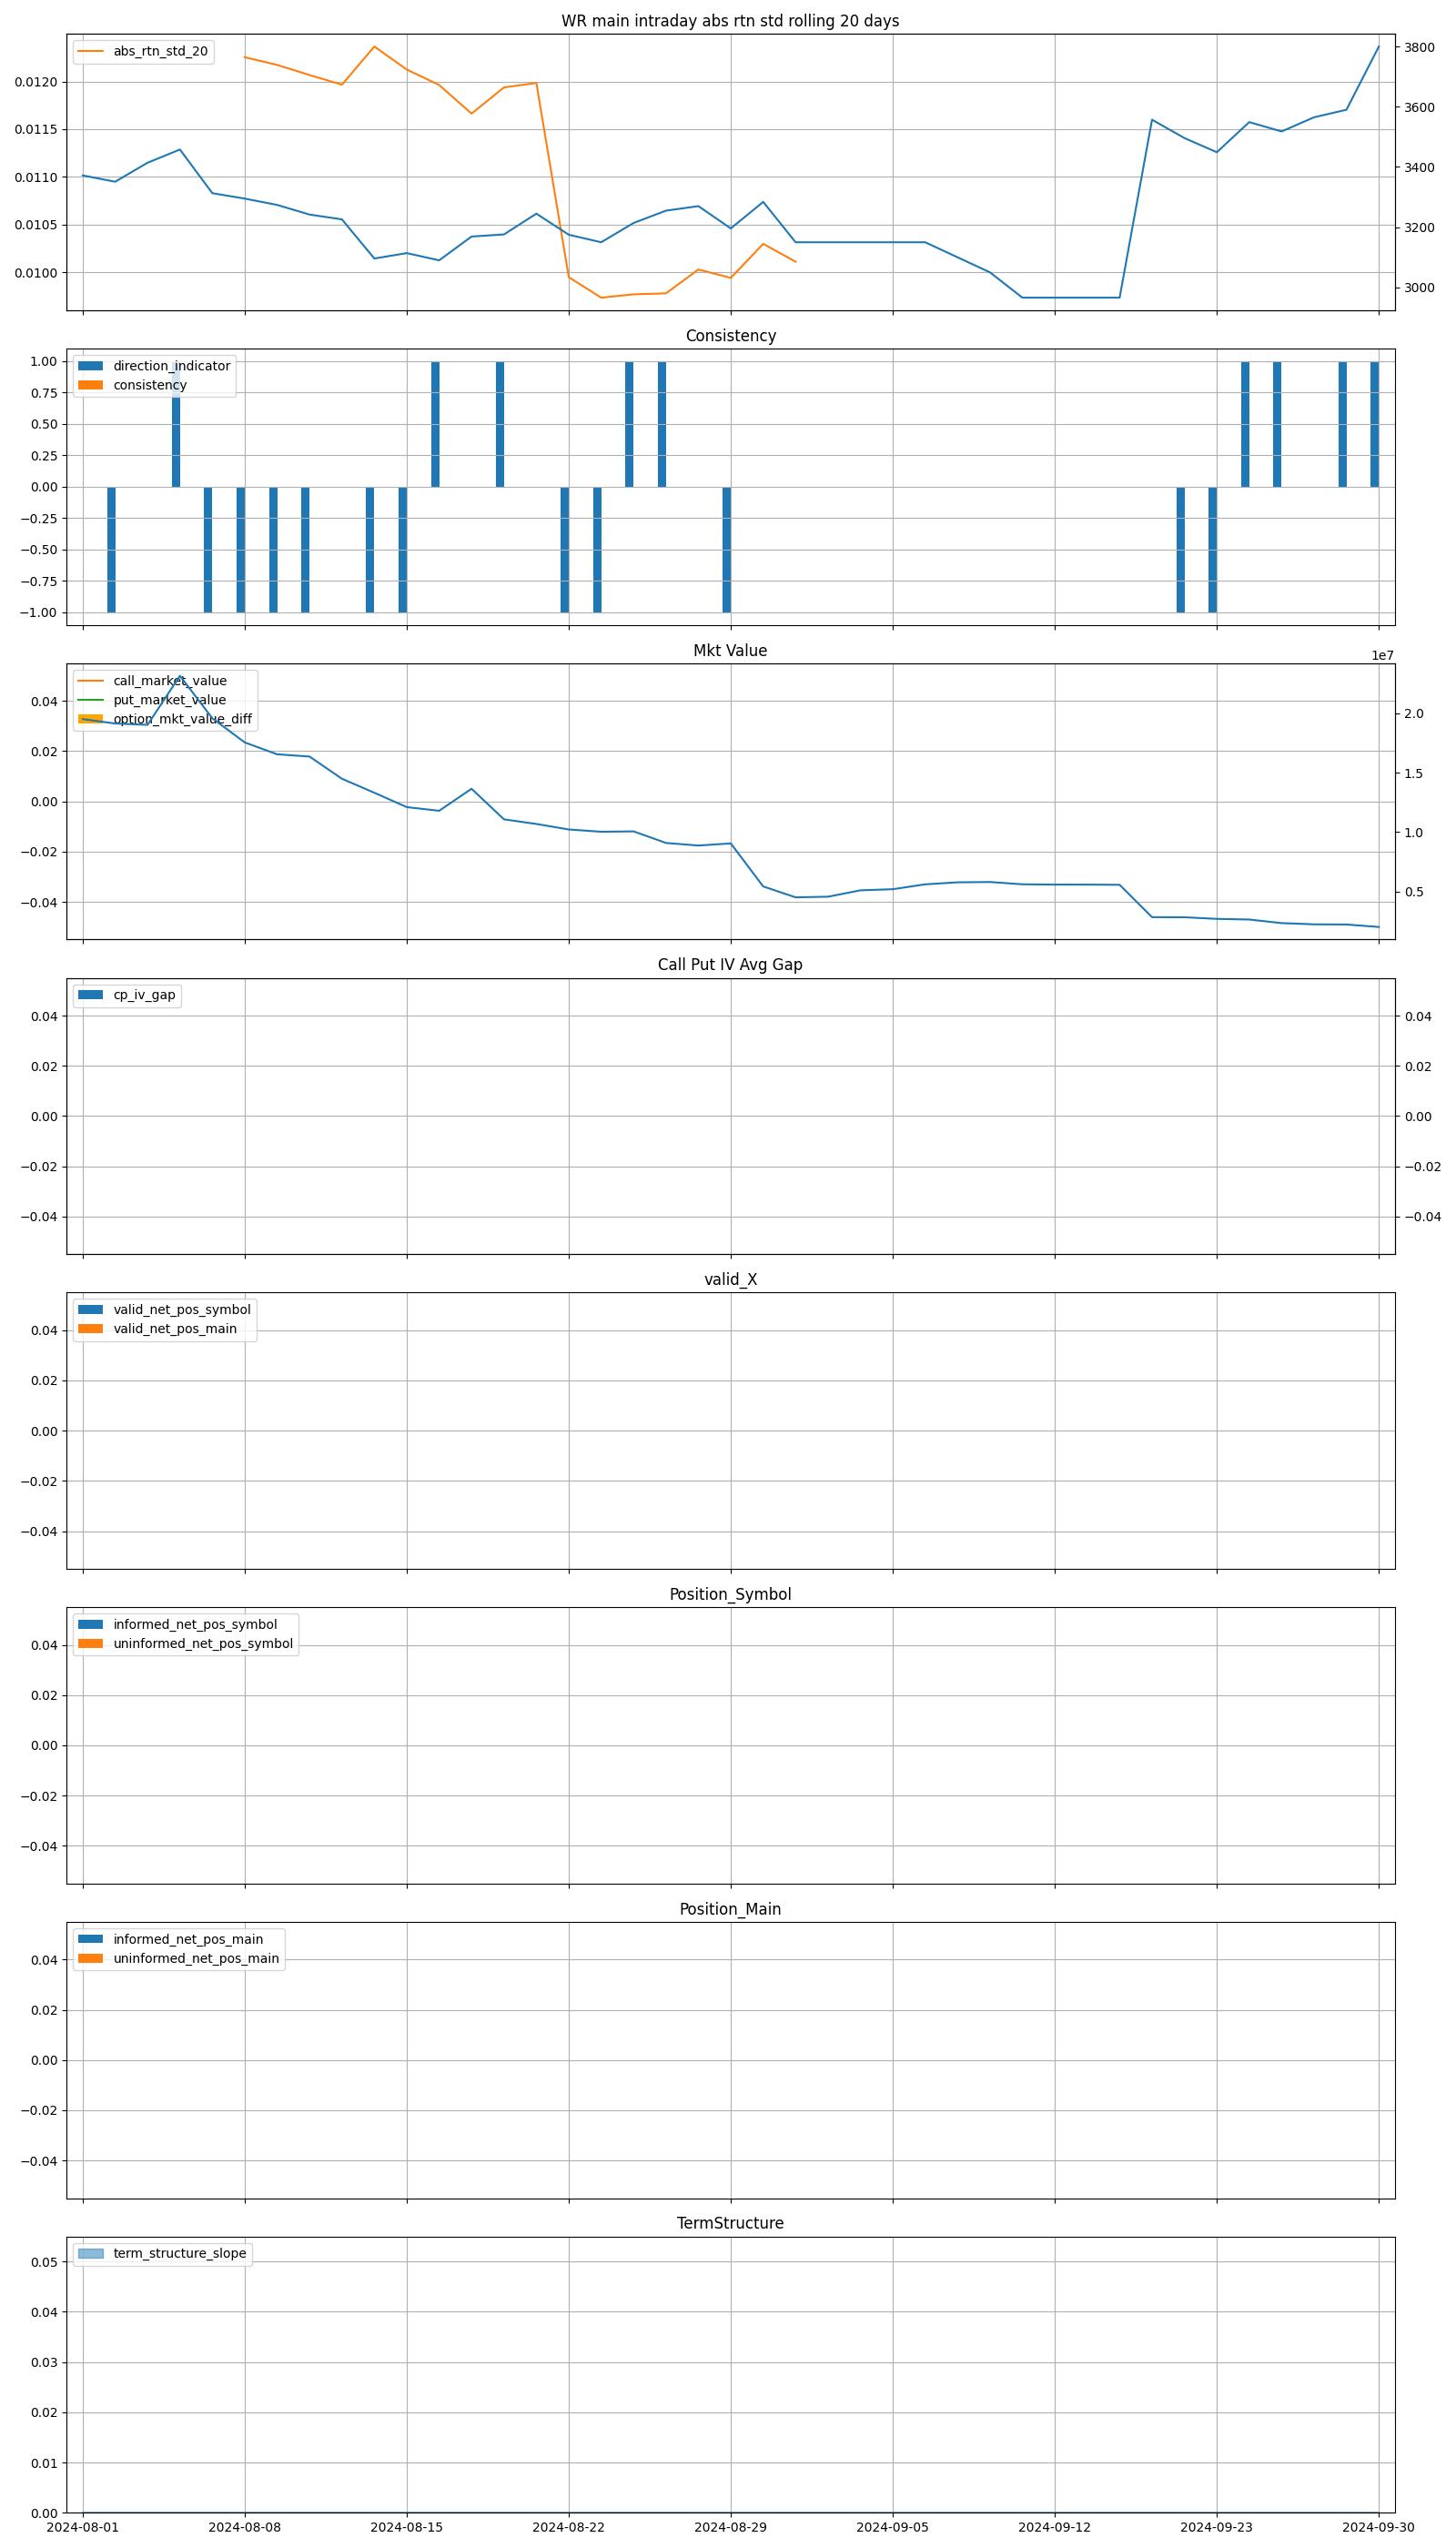 WR main intraday abs rtn std rolling 20 days
abs_rtn_std_20
0.0120
0.0115
0.0110
0.0105
0.0100
3800
3600
3400
3200
3000
Consistency
direction_indicator
consistency
1.00
0.75
0.50
0.25
0.00
−0.25
−0.50
−0.75
−1.00
Mkt Value
1e7
call_market_value
put_market_value
option_mkt_value_diff
0.04
0.02
0.00
−0.02
−0.04
2.0
1.5
1.0
0.5
Call Put IV Avg Gap
cp_iv_gap
0.04
0.02
0.00
−0.02
−0.04
0.04
0.02
0.00
−0.02
−0.04
valid_X
valid_net_pos_symbol
valid_net_pos_main
0.04
0.02
0.00
−0.02
−0.04
Position_Symbol
informed_net_pos_symbol
uninformed_net_pos_symbol
0.04
0.02
0.00
−0.02
−0.04
Position_Main
informed_net_pos_main
uninformed_net_pos_main
0.04
0.02
0.00
−0.02
−0.04
TermStructure
term_structure_slope
0.05
0.04
0.03
0.02
0.01
0.00
2024-08-01 2024-08-08 2024-08-15 2024-08-22 2024-08-29 2024-09-05 2024-09-12 2024-09-23 2024-09-30